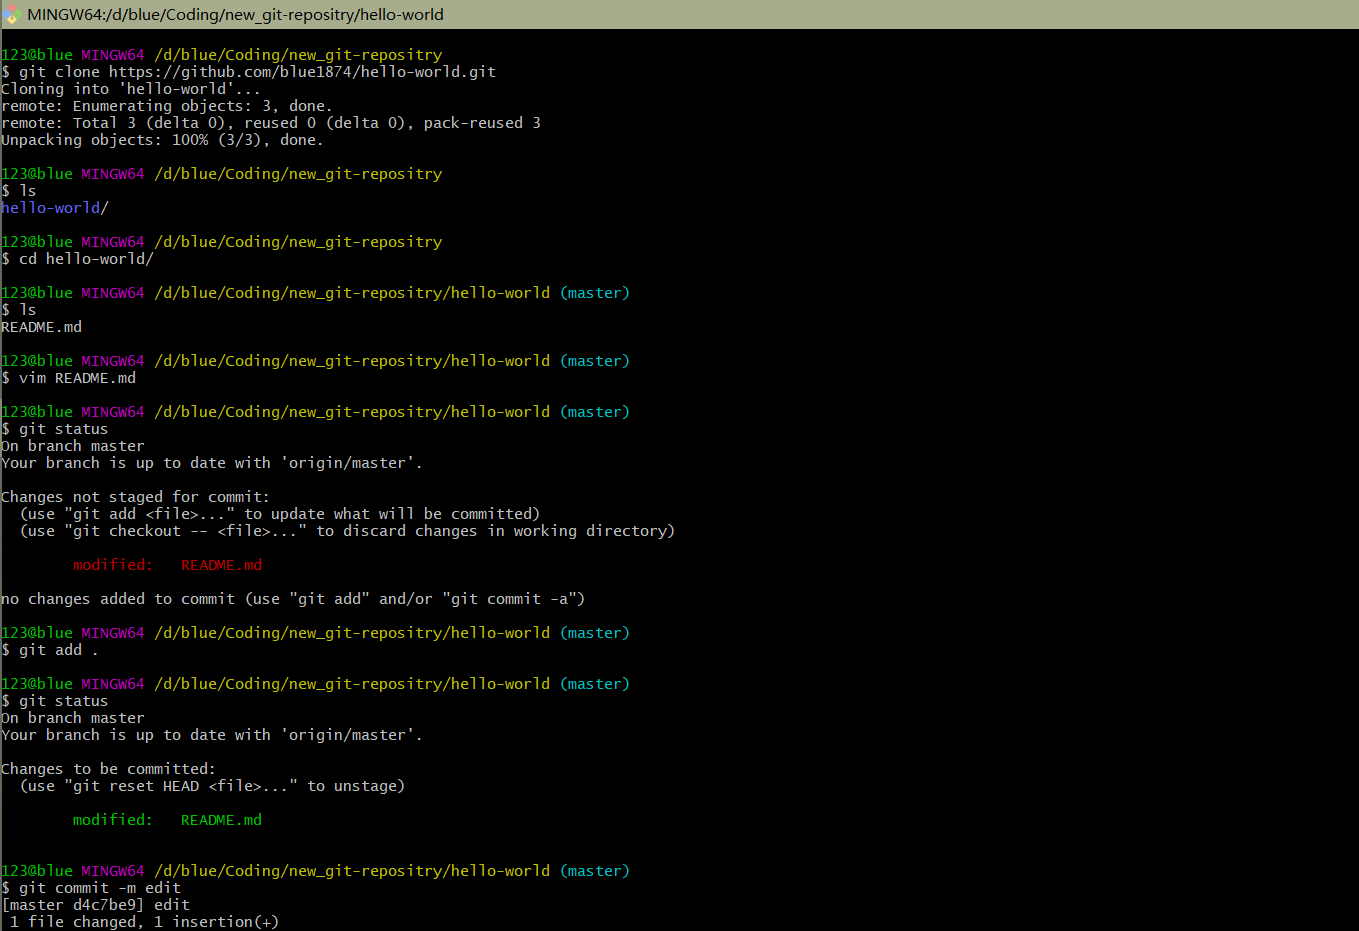 MINGW64:/d/blue/Coding/new_git-repositry/hello-world
123@blue MINGW64 /d/blue/Coding/new_git-repositry
$ git clone https://github.com/blue1874/hello-world.git
Cloning into 'hello-world'...
remote: Enumerating objects: 3, done.
remote: Total 3 (delta 0), reused 0 (delta 0), pack-reused 3
Unpacking objects: 100% (3/3), done.
123@blue MINGW64 /d/blue/Coding/new_git-repositry
$ ls
hello-world/
123@blue MINGW64 /d/blue/Coding/new_git-repositry
$ cd hello-world/
123@blue MINGW64 /d/blue/Coding/new_git-repositry/hello-world (master)
$ ls
README.md
123@blue MINGW64 /d/blue/Coding/new_git-repositry/hello-world (master)
$ vim README.md
123@blue MINGW64 /d/blue/Coding/new_git-repositry/hello-world (master)
$ git status
On branch master
Your branch is up to date with 'origin/master'.
Changes not staged for commit:
  (use "git add <file>..." to update what will be committed)
  (use "git checkout -- <file>..." to discard changes in working directory)
        modified:   README.md
no changes added to commit (use "git add" and/or "git commit -a")
123@blue MINGW64 /d/blue/Coding/new_git-repositry/hello-world (master)
$ git add .
123@blue MINGW64 /d/blue/Coding/new_git-repositry/hello-world (master)
$ git status
On branch master
Your branch is up to date with 'origin/master'.
Changes to be committed:
  (use "git reset HEAD <file>..." to unstage)
        modified:   README.md
123@blue MINGW64 /d/blue/Coding/new_git-repositry/hello-world (master)
$ git commit -m edit
[master d4c7be9] edit
 1 file changed, 1 insertion(+)